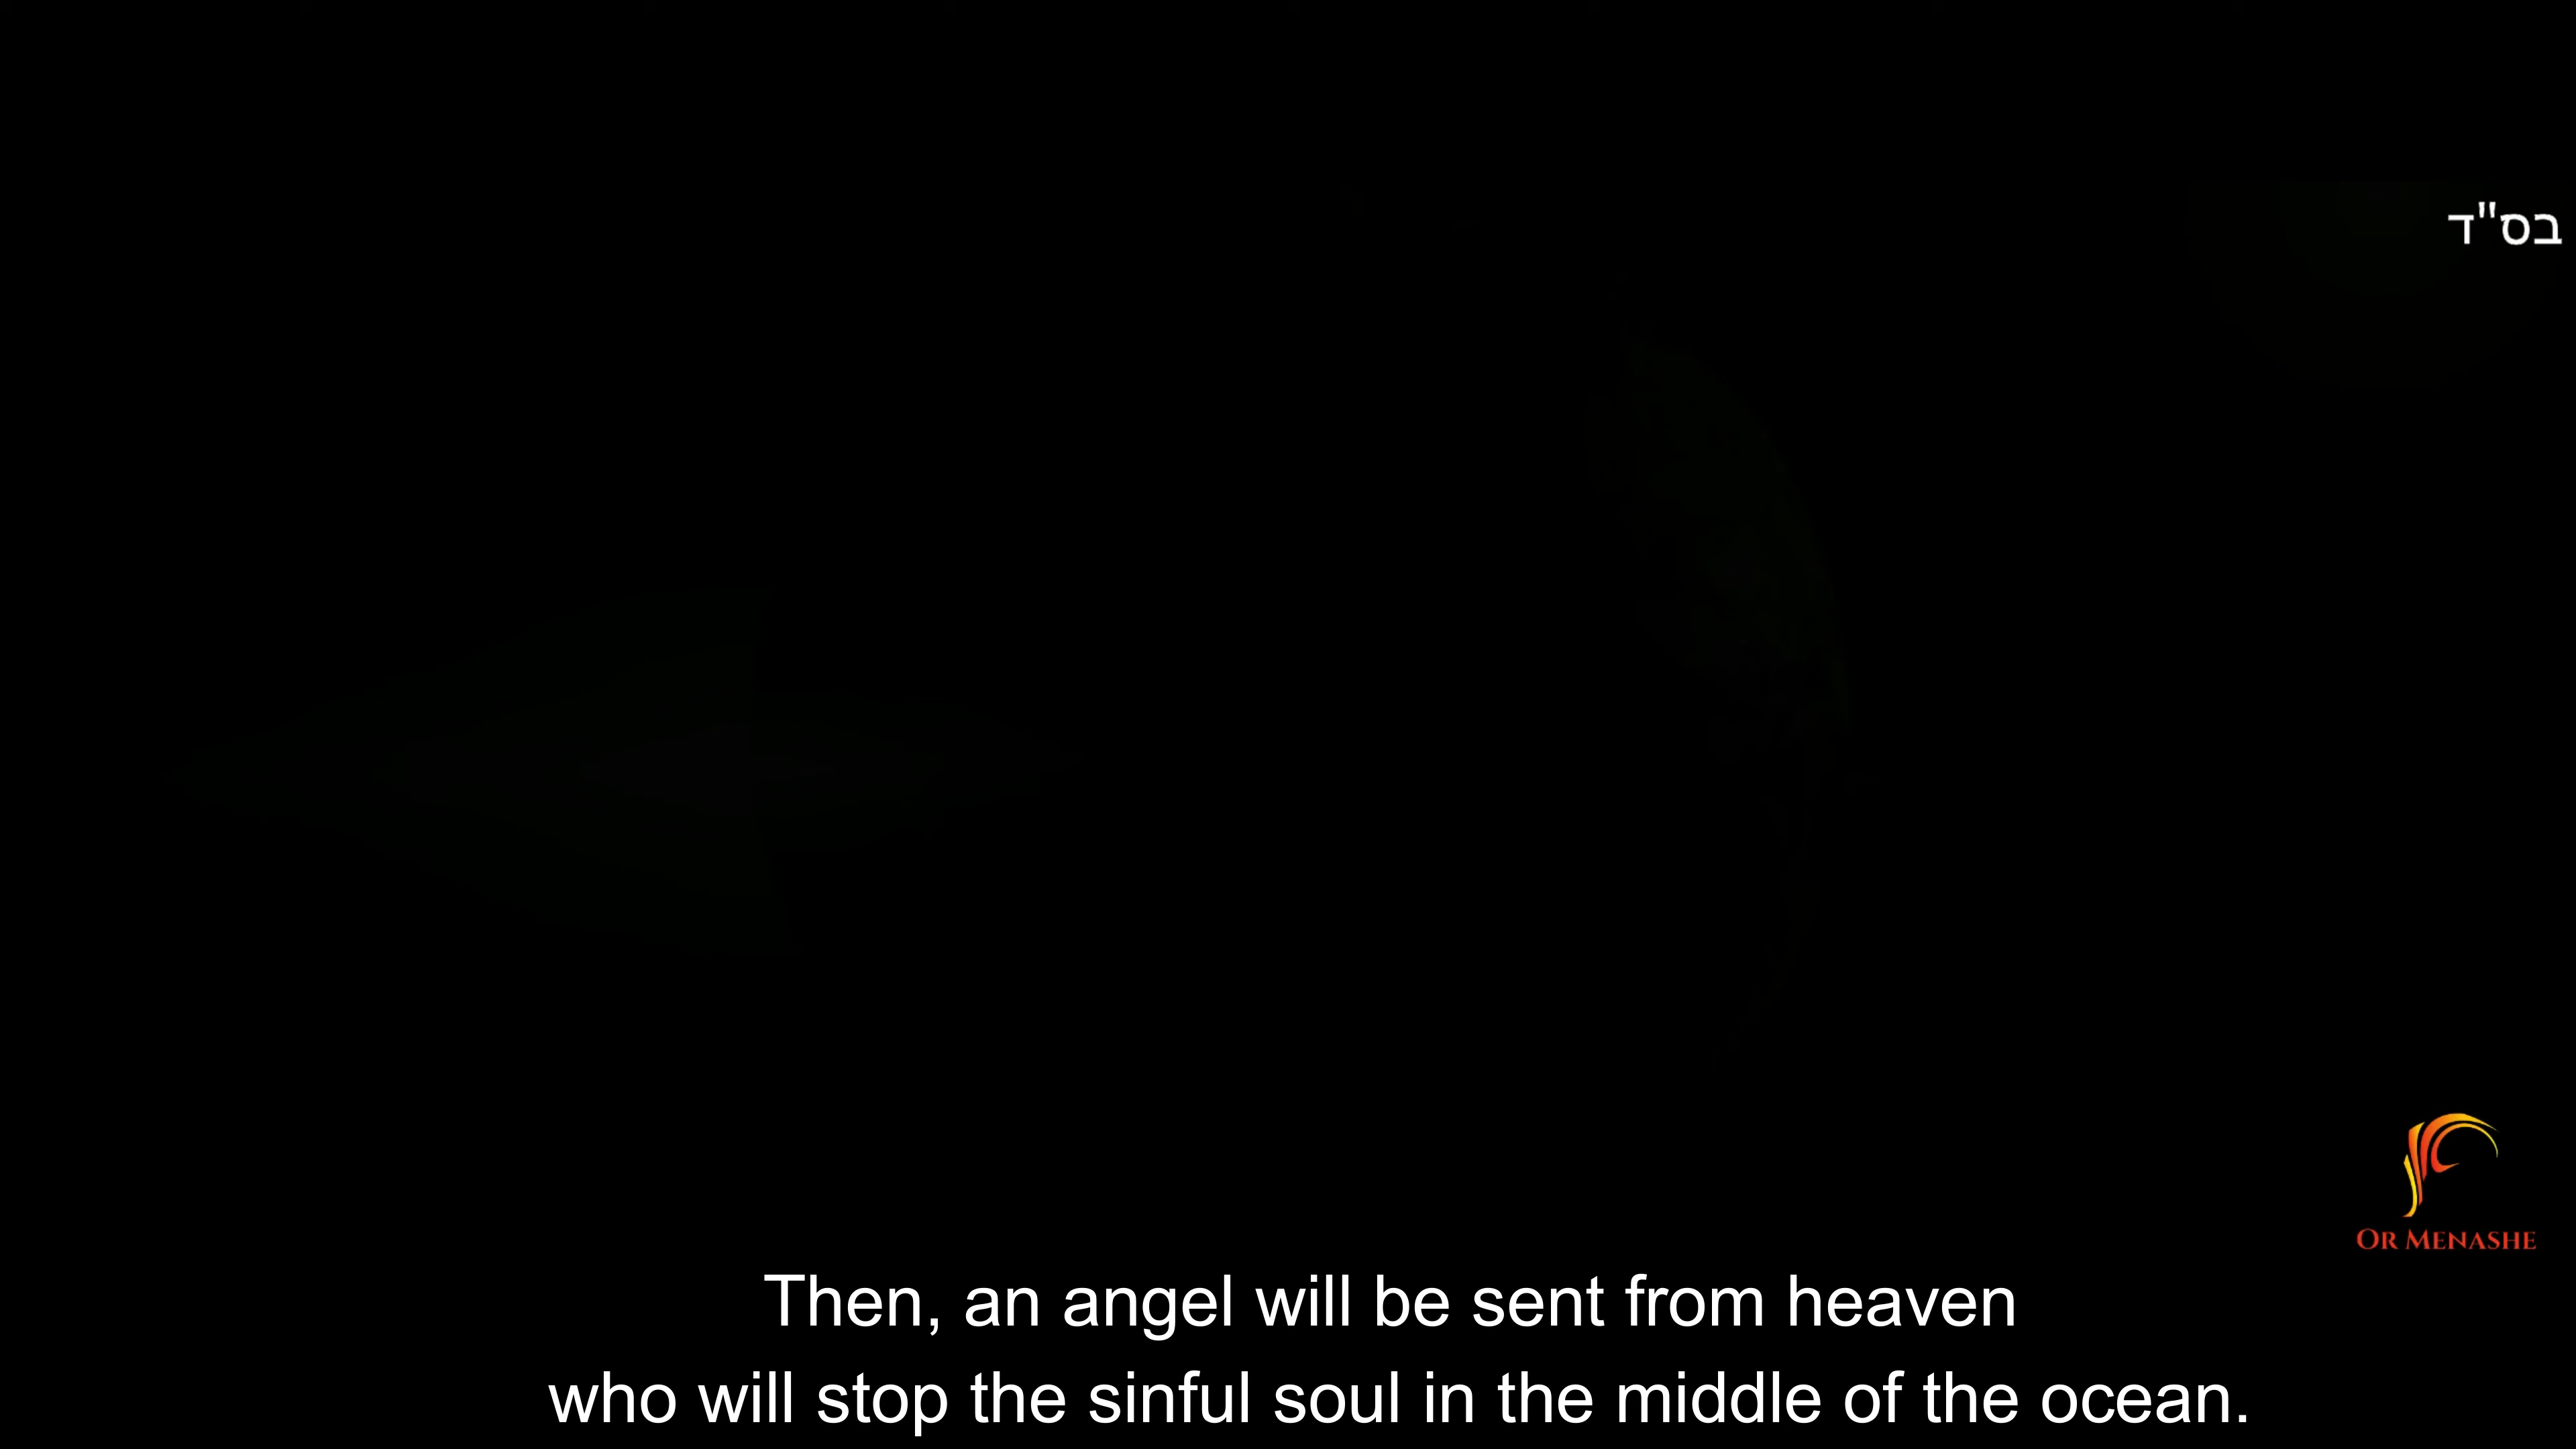 בס"ד
OR MENASHE
Then, an angel will be sent from heaven
who will stop the sinful soul in the middle of the ocean.